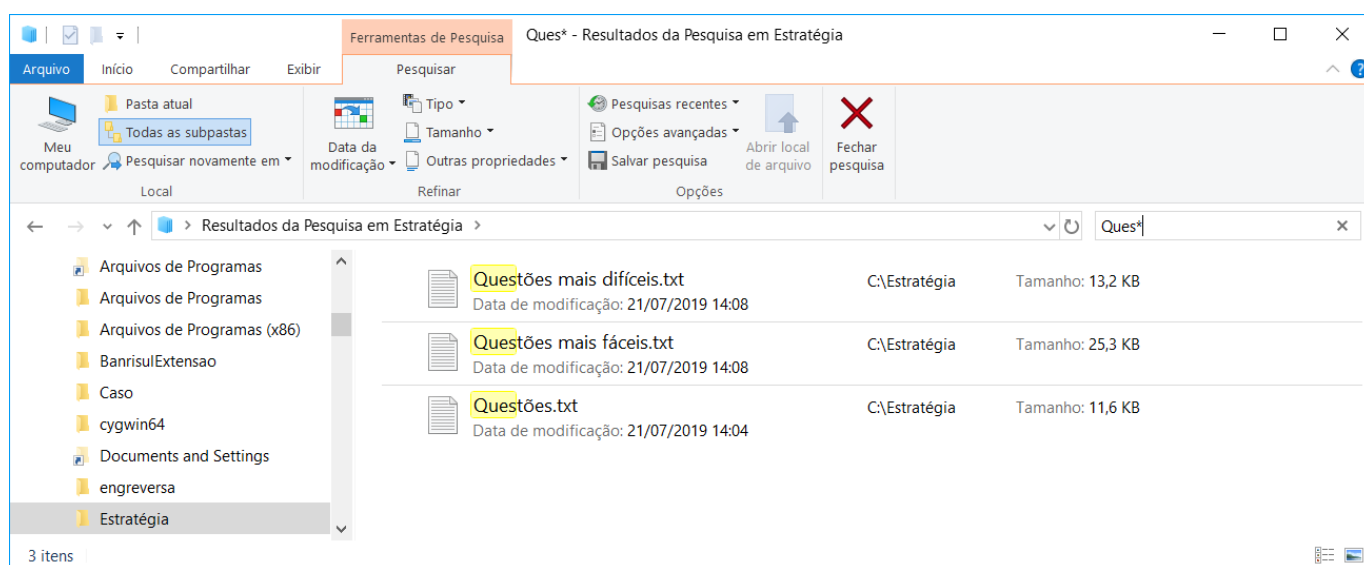 Ferramentas de Pesquisa Ques* - Resultados da Pesquisa em Estratégia
Arquivo Início Compartilhar Exibir Pesquisar
Meu computador
Pasta atual
Todas as subpastas
Pesquisar novamente em
Local
Data da modificação
Tipo
Tamanho
Outras propriedades
Refinar
Pesquisas recentes
Opções avançadas
Salvar pesquisa
Abrir local de arquivo
Opções
Fechar pesquisa
Resultados da Pesquisa em Estratégia
Ques*
Arquivos de Programas
Arquivos de Programas
Arquivos de Programas (x86)
BanrisulExtensao
Caso
cygwin64
Documents and Settings
engreversa
Estratégia
Questões mais difíceis.txt C:\Estratégia Tamanho: 13,2 KB
Data de modificação: 21/07/2019 14:08
Questões mais fáceis.txt C:\Estratégia Tamanho: 25,3 KB
Data de modificação: 21/07/2019 14:08
Questões.txt C:\Estratégia Tamanho: 11,6 KB
Data de modificação: 21/07/2019 14:04
3 itens